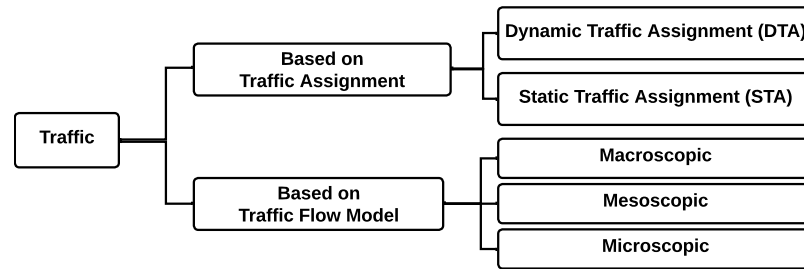 Traffic
Based on
Traffic Assignment
Dynamic Traffic Assignment (DTA)
Static Traffic Assignment (STA)
Based on
Traffic Flow Model
Macroscopic
Mesoscopic
Microscopic